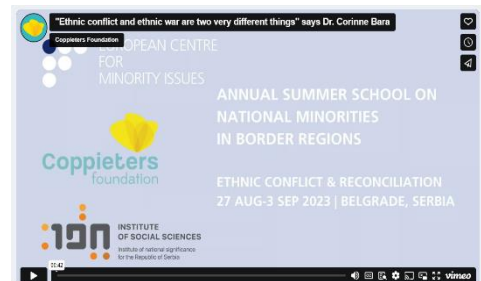 "Ethnic conflict and ethnic war are two very different things" says Dr. Corinne Bara
Coppieters Foundation
EUROPEAN CENTRE
FOR
MINORITY ISSUES
ANNUAL SUMMER SCHOOL ON
NATIONAL MINORITIES
IN BORDER REGIONS
Coppieters
foundation
ETHNIC CONFLICT & RECONCILIATION
27 AUG-3 SEP 2023 | BELGRADE, SERBIA
INSTITUTE
OF SOCIAL SCIENCES
Institute of national significance
for the Republic of Serbia
01:42
vimeo